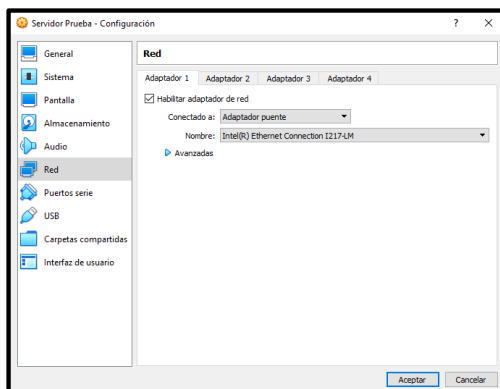 Servidor Prueba - Configuración
General
Sistema
Pantalla
Almacenamiento
Audio
Red
Puertos serie
USB
Carpetas compartidas
Interfaz de usuario
Red
Adaptador 1 Adaptador 2 Adaptador 3 Adaptador 4
Habilitar adaptador de red
Conectado a: Adaptador puente
Nombre: Intel(R) Ethernet Connection I217-LM
Avanzadas
Aceptar Cancelar